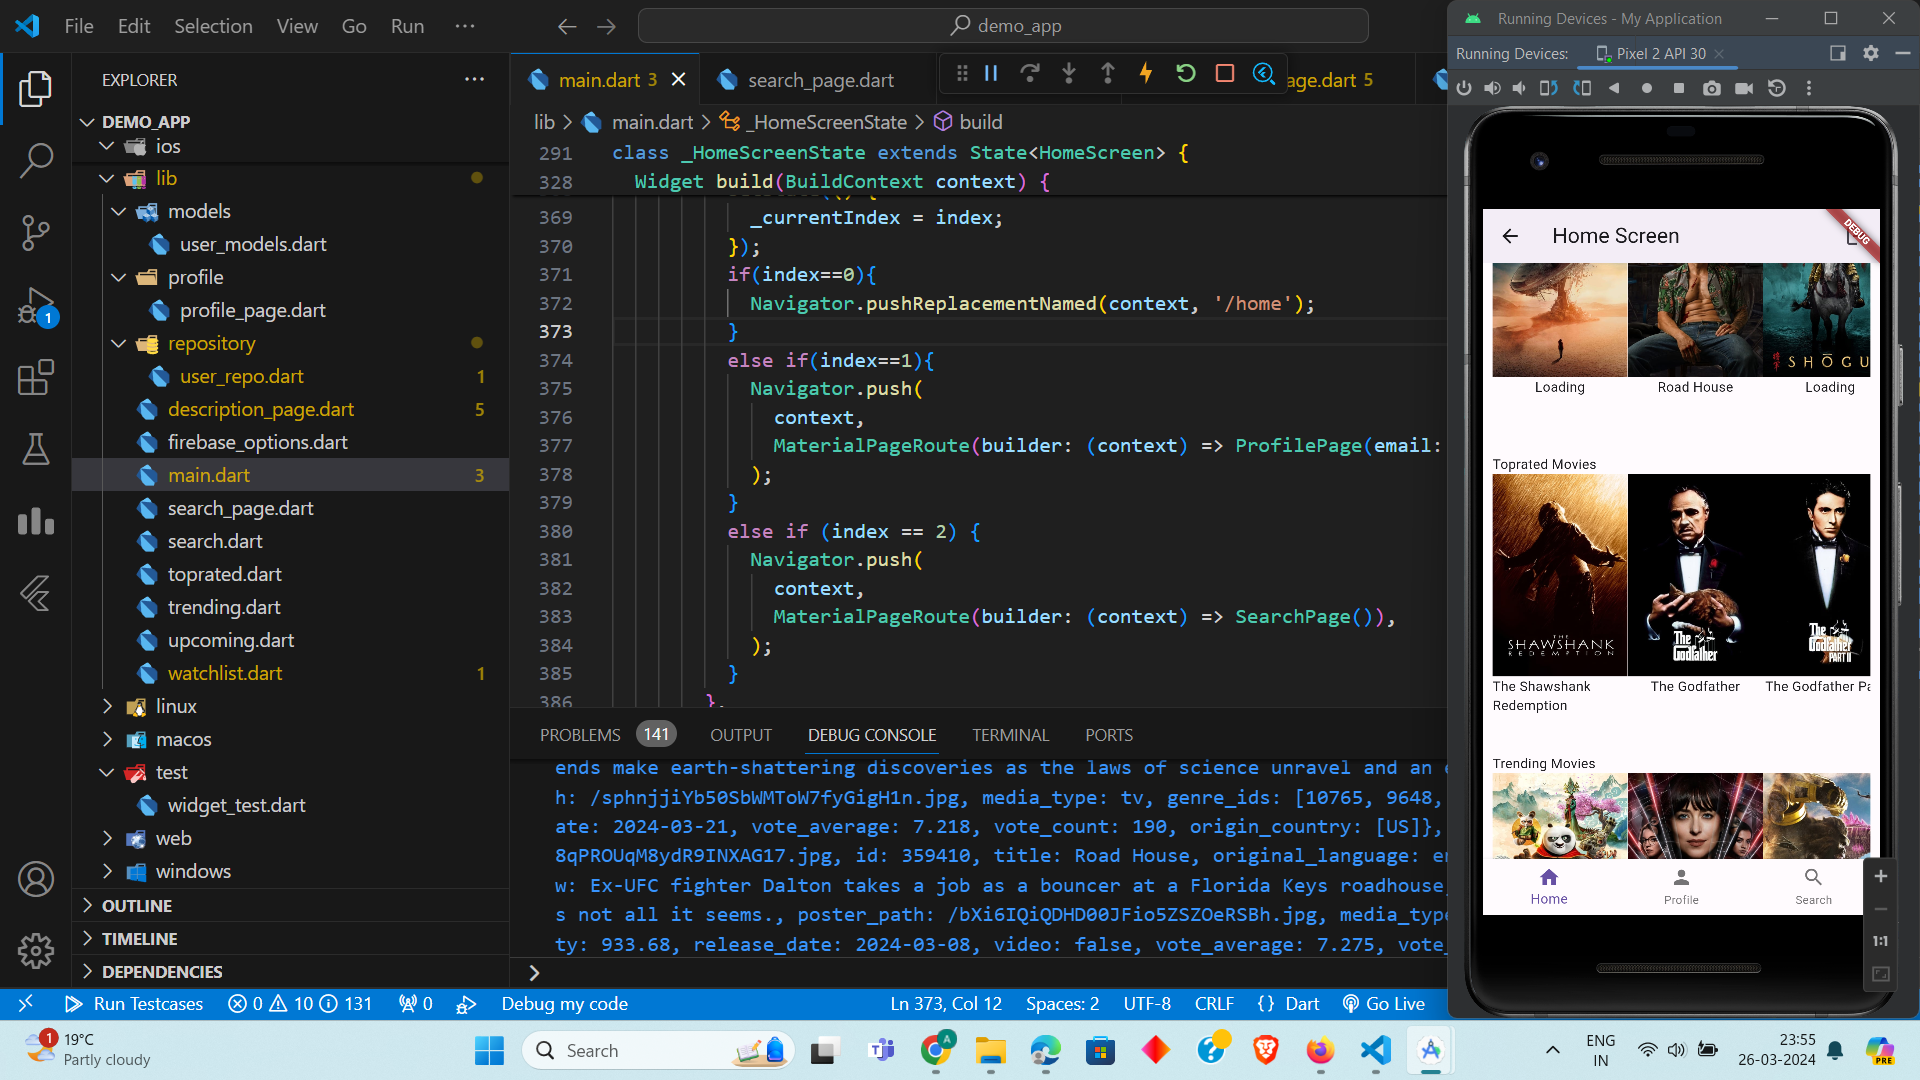 File Edit Selection View Go Run ···
demo_app
EXPLORER
DEMO_APP
ios
lib
models
user_models.dart
profile
profile_page.dart
repository
user_repo.dart 1
description_page.dart 5
firebase_options.dart
main.dart 3
search_page.dart
search.dart
toprated.dart
trending.dart
upcoming.dart
watchlist.dart 1
linux
macos
test
widget_test.dart
web
windows
OUTLINE
TIMELINE
DEPENDENCIES
1
main.dart 3
search_page.dart
age.dart 5
lib > main.dart > _HomeScreenState > build
291 class _HomeScreenState extends State<HomeScreen> {
328 Widget build(BuildContext context) {
369 _currentIndex = index;
370 });
371 if(index==0){
372 Navigator.pushReplacementNamed(context, '/home');
373 }
374 else if(index==1){
375 Navigator.push(
376 context,
377 MaterialPageRoute(builder: (context) => ProfilePage(email:
378 );
379 }
380 else if (index == 2) {
381 Navigator.push(
382 context,
383 MaterialPageRoute(builder: (context) => SearchPage()),
384 );
385 }
386 },
PROBLEMS 141 OUTPUT DEBUG CONSOLE TERMINAL PORTS
ends make earth-shattering discoveries as the laws of science unravel and an
h: /sphnjjiYb50SbWMToW7fyGigH1n.jpg, media_type: tv, genre_ids: [10765, 9648,
ate: 2024-03-21, vote_average: 7.218, vote_count: 190, origin_country: [US]},
8qPROUqM8ydR9INXAG17.jpg, id: 359410, title: Road House, original_language: en
w: Ex-UFC fighter Dalton takes a job as a bouncer at a Florida Keys roadhouse,
s not all it seems., poster_path: /bXi6IQiQDHD00JFio5ZSZOeRSBh.jpg, media_type
ty: 933.68, release_date: 2024-03-08, video: false, vote_average: 7.275, vote_
>
Run Testcases 0 10 131 0 Debug my code
Ln 373, Col 12 Spaces: 2 UTF-8 CRLF {} Dart Go Live
Running Devices - My Application
Running Devices: Pixel 2 API 30
Home Screen
DEBUG
SHŌGU
Loading Road House Loading
Toprated Movies
THE
SHAWSHANK
REDEMPTION
The
Godfather
The
Godfather
PART II
The Shawshank
Redemption
The Godfather
The Godfather Pa
Trending Movies
Home Profile Search
1:1
1
19°C
Partly cloudy
Search
ENG
IN
23:55
26-03-2024
PRE